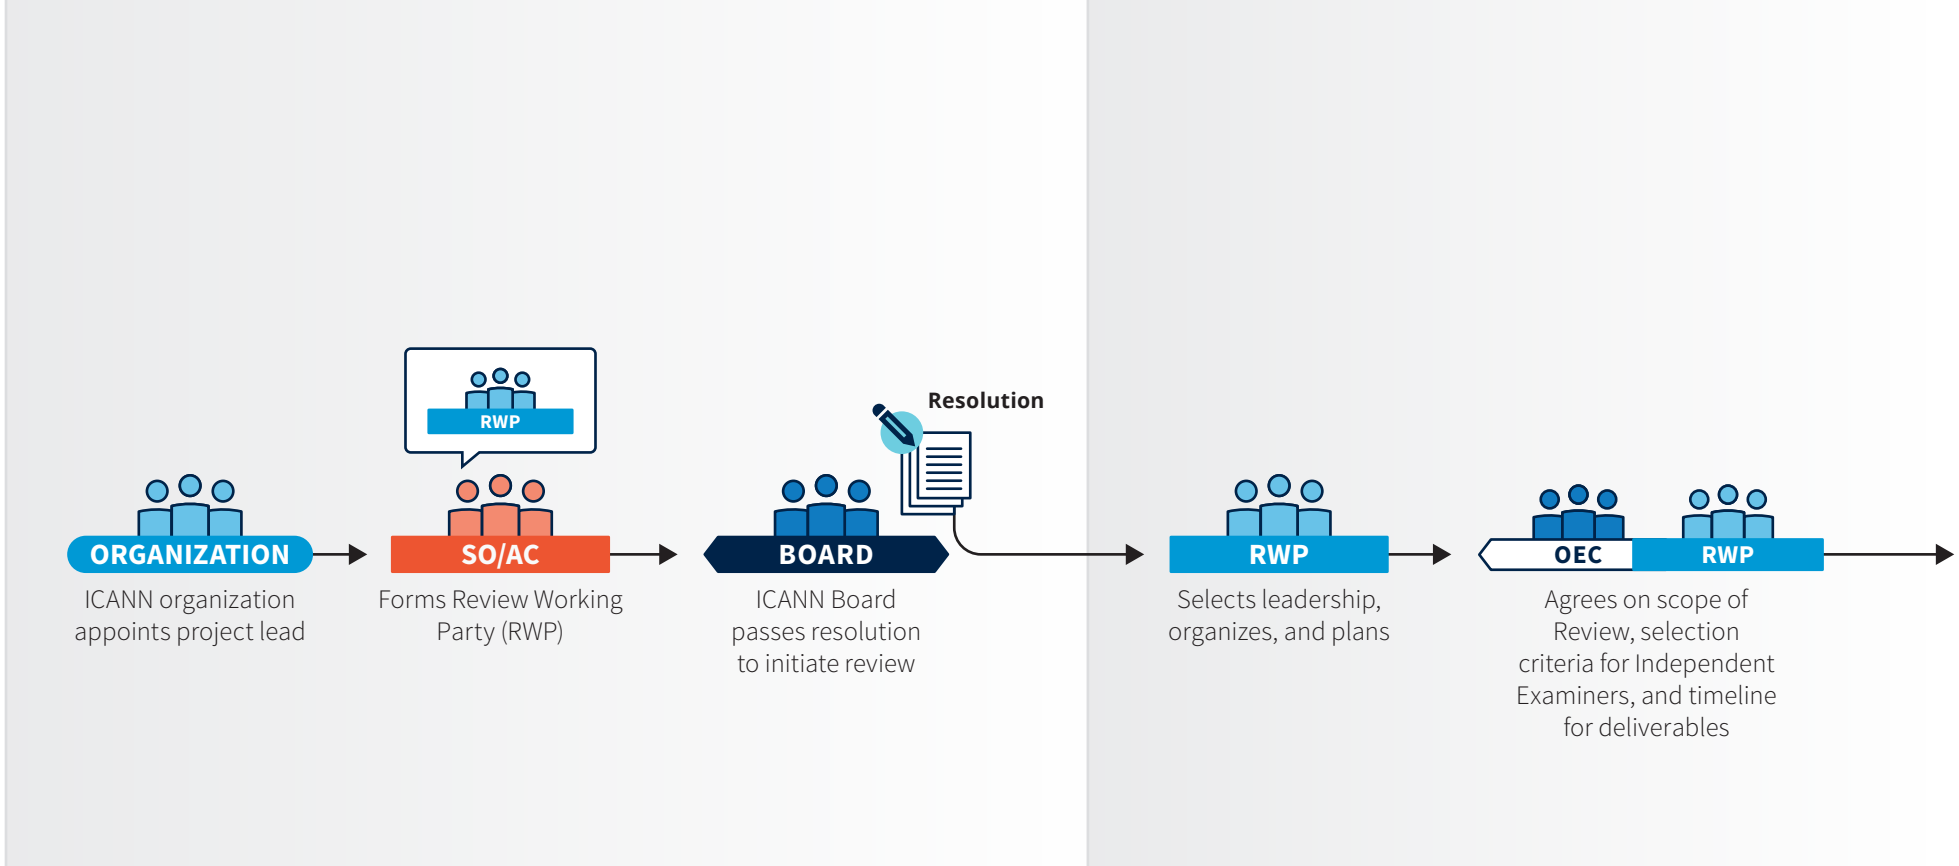 RWP
Resolution
ORGANIZATION
ICANN organization
appoints project lead
SO/AC
Forms Review Working
Party (RWP)
BOARD
ICANN Board
passes resolution
to initiate review
RWP
Selects leadership,
organizes, and plans
OEC RWP
Agrees on scope of
Review, selection
criteria for Independent
Examiners, and timeline
for deliverables